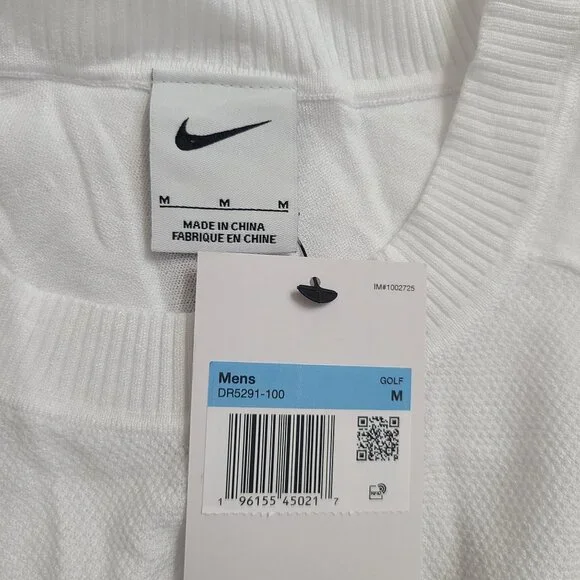 M M M
MADE IN CHINA
FABRIQUE EN CHINE
IM#1002725
Mens GOLF
DR5291-100 M
1 96155 45021 7